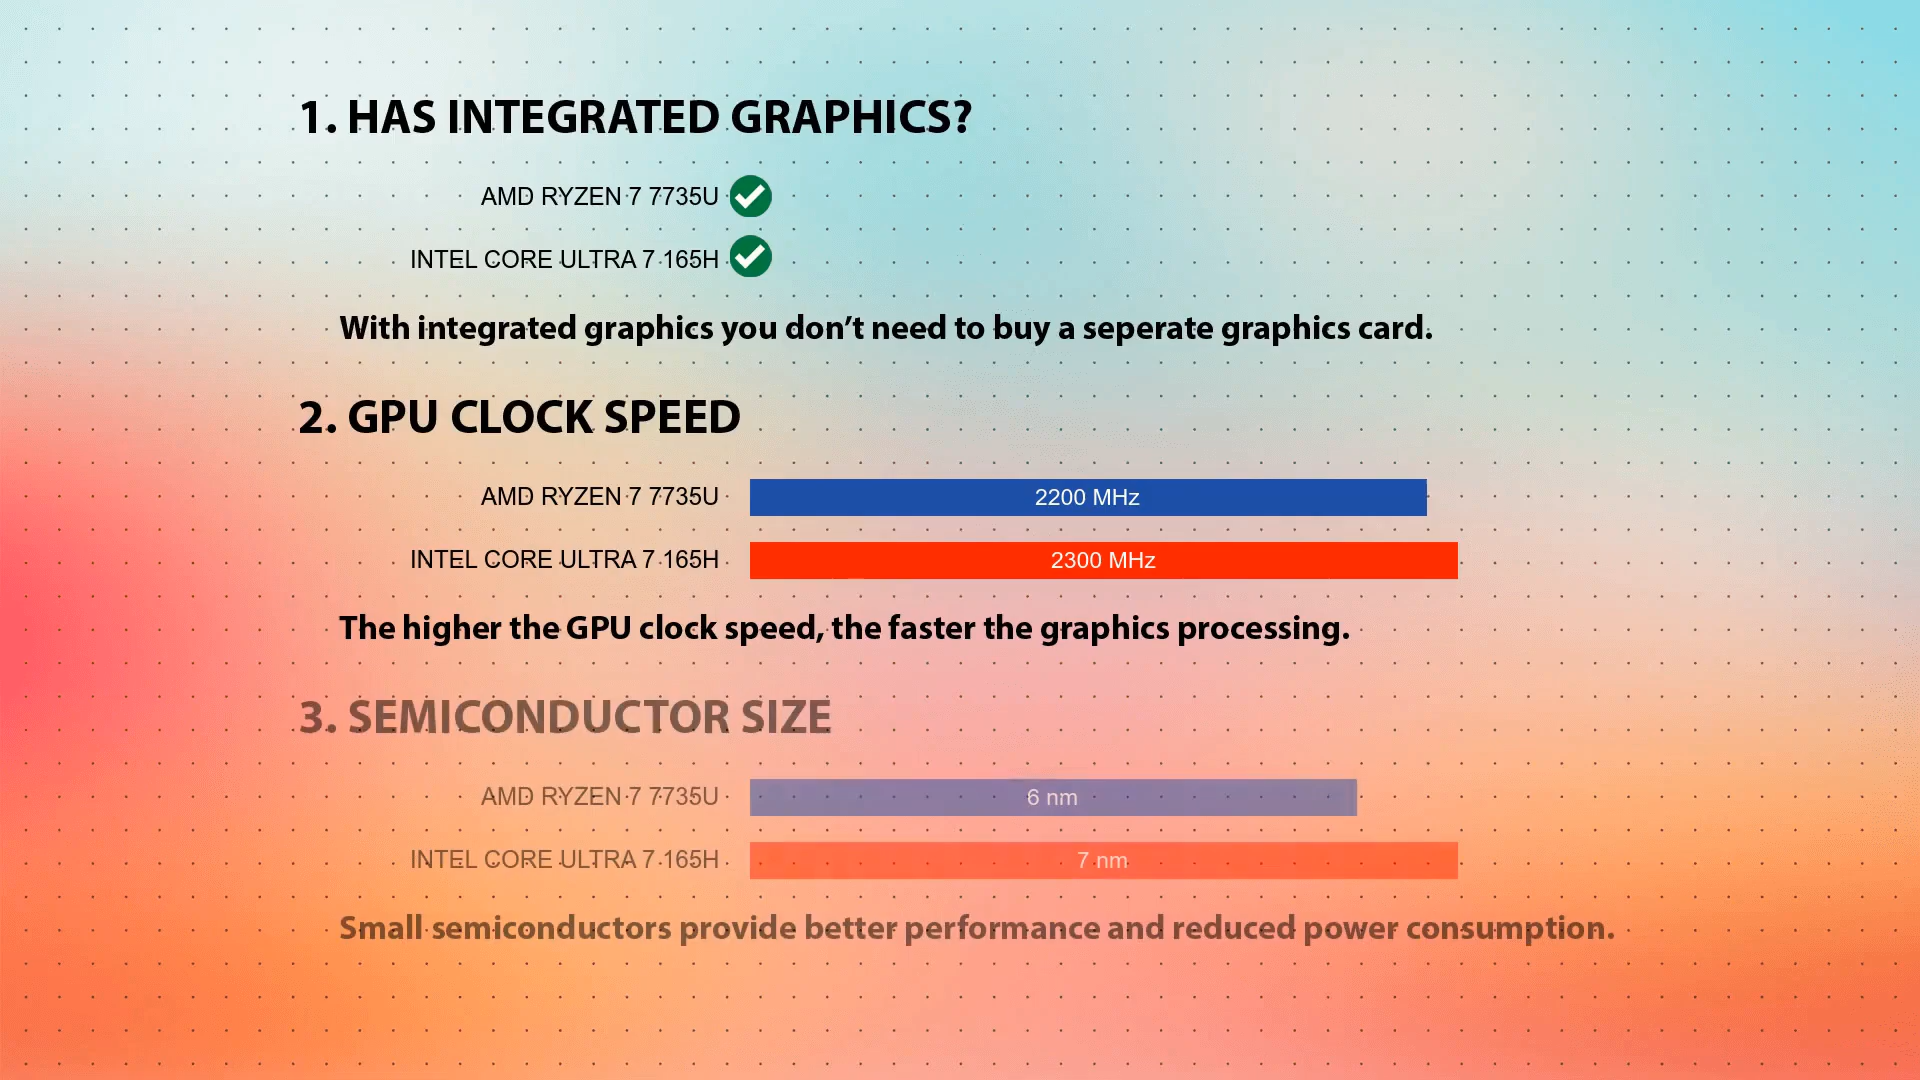 1. HAS INTEGRATED GRAPHICS?
AMD RYZEN 7 7735U
INTEL CORE ULTRA 7 165H
With integrated graphics you don’t need to buy a seperate graphics card.
2. GPU CLOCK SPEED
AMD RYZEN 7 7735U 2200 MHz
INTEL CORE ULTRA 7 165H 2300 MHz
The higher the GPU clock speed, the faster the graphics processing.
3. SEMICONDUCTOR SIZE
AMD RYZEN 7 7735U 6 nm
INTEL CORE ULTRA 7 165H 7 nm
Small semiconductors provide better performance and reduced power consumption.